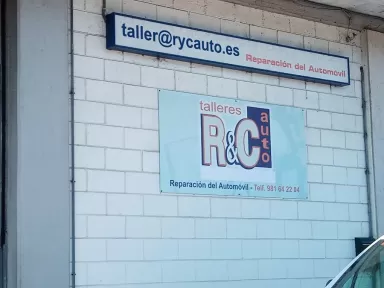 taller@rycauto.es
Reparación del Automóvil
talleres
R&C auto
Reparación del Automóvil - Telf. 981 64 22 84